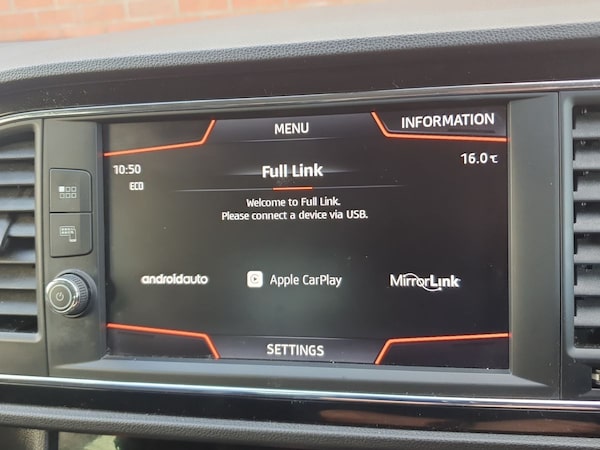 MENU
INFORMATION
10:50
16.0°C
ECO
Full Link
Welcome to Full Link.
Please connect a device via USB.
androidauto
Apple CarPlay
MirrorLink
SETTINGS